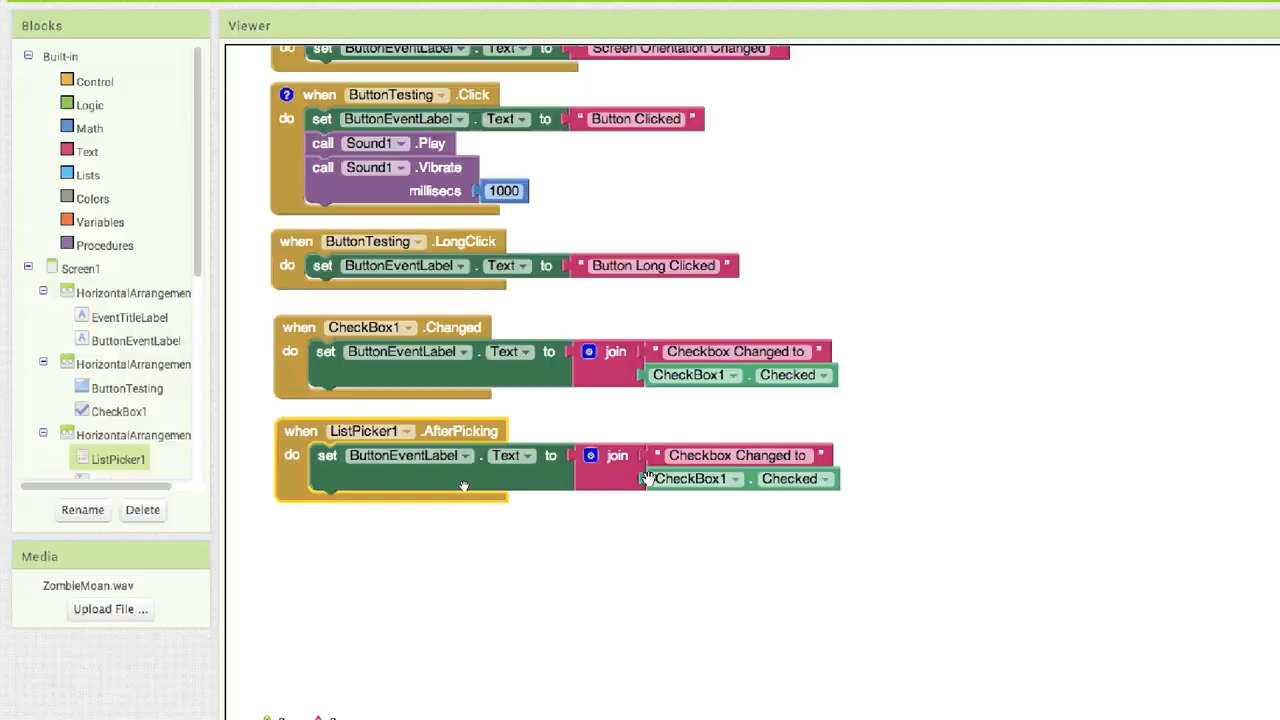 Blocks
Viewer
Built-in
Control
Logic
Math
Text
Lists
Colors
Variables
Procedures
Screen1
HorizontalArrangemen
EventTitleLabel
ButtonEventLabel
HorizontalArrangemen
ButtonTesting
CheckBox1
HorizontalArrangemen
ListPicker1
Rename
Delete
Media
ZombieMoan.wav
Upload File ...
do set ButtonEventLabel . Text to Screen Orientation Changed
? when ButtonTesting .Click
do set ButtonEventLabel . Text to " Button Clicked "
call Sound1 .Play
call Sound1 .Vibrate
millisecs 1000
when ButtonTesting .LongClick
do set ButtonEventLabel . Text to " Button Long Clicked "
when CheckBox1 .Changed
do set ButtonEventLabel . Text to join " Checkbox Changed to "
CheckBox1 . Checked
when ListPicker1 .AfterPicking
do set ButtonEventLabel . Text to join " Checkbox Changed to "
CheckBox1 . Checked